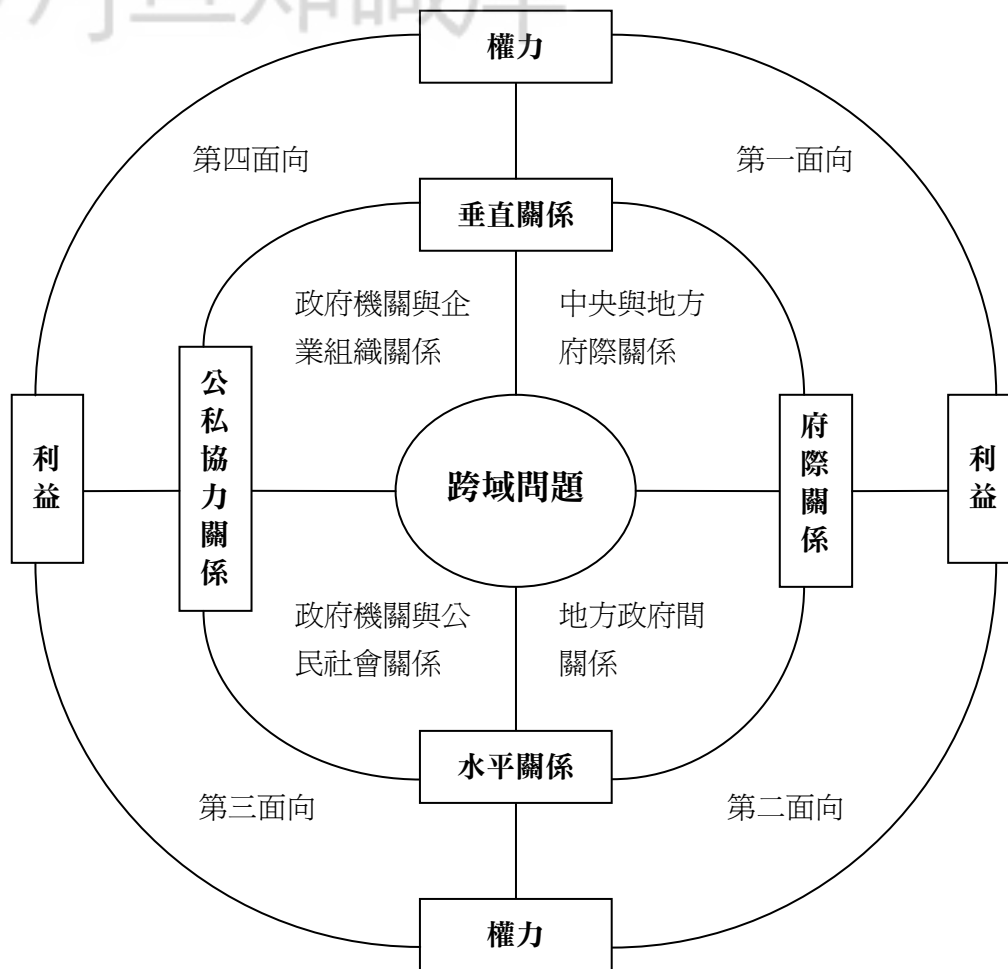 權力
第四面向
第一面向
垂直關係
政府機關與企
業組織關係
中央與地方
府際關係
公私協力關係
府際關係
利益
利益
跨域問題
政府機關與公
民社會關係
地方政府間
關係
水平關係
第三面向
第二面向
權力